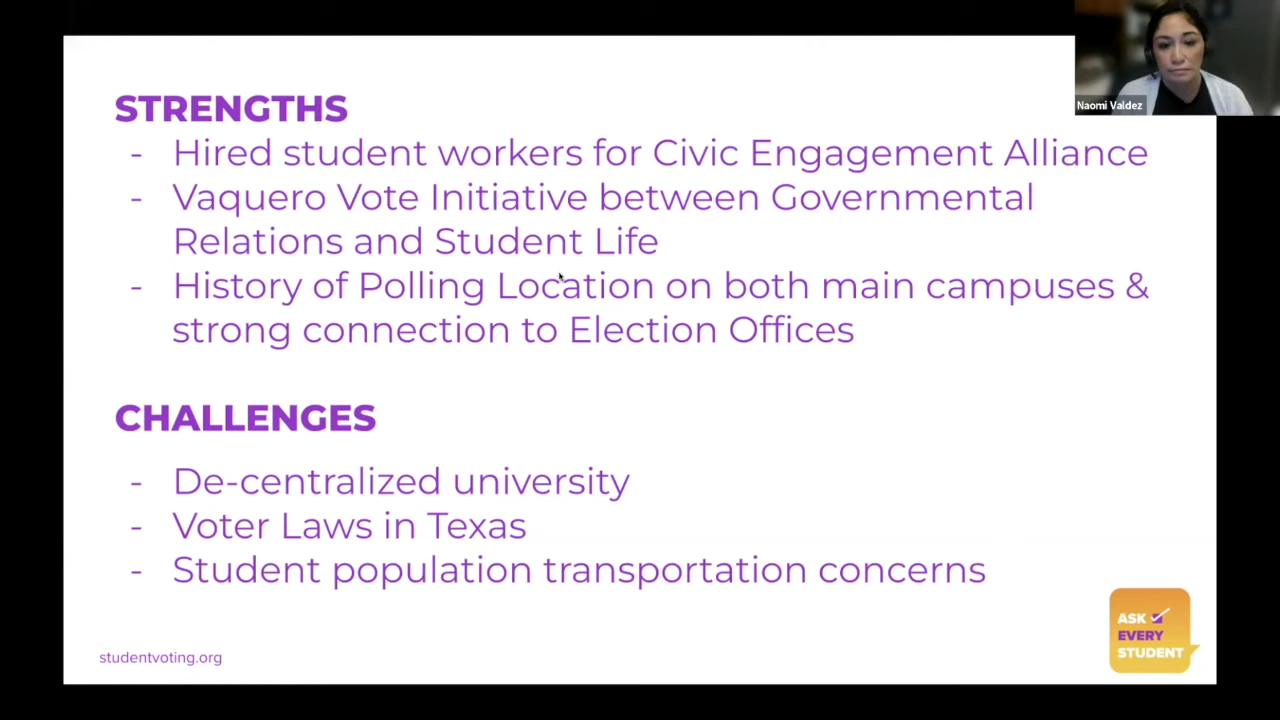 Naomi Valdez
STRENGTHS
- Hired student workers for Civic Engagement Alliance
- Vaquero Vote Initiative between Governmental
Relations and Student Life
- History of Polling Location on both main campuses &
strong connection to Election Offices
CHALLENGES
- De-centralized university
- Voter Laws in Texas
- Student population transportation concerns
studentvoting.org
ASK
EVERY
STUDENT